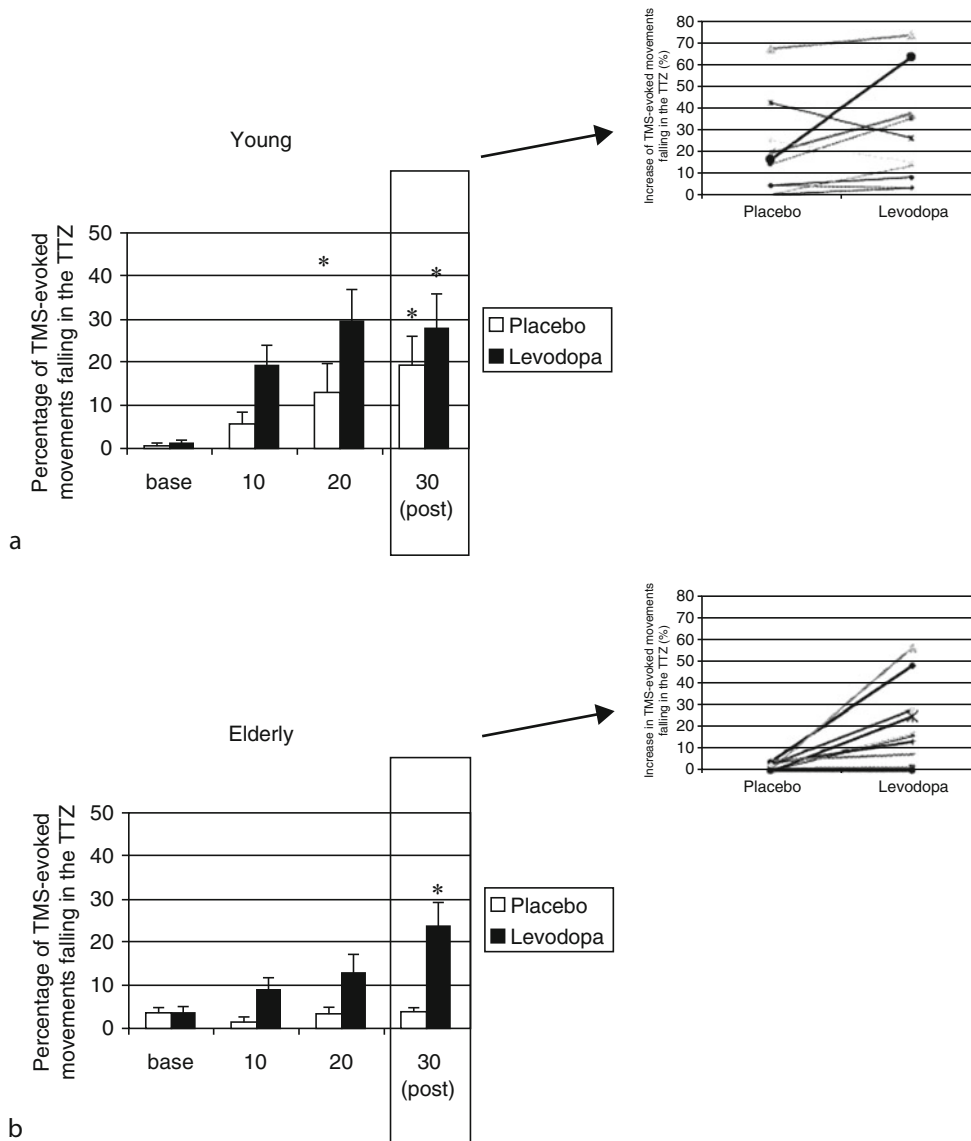 Young
Percentage of TMS-evoked
movements falling in the TTZ
50
40
30
20
10
0
*
*
*
base
10
20
30
(post)
Placebo
Levodopa
Increase of TMS-evoked movements
falling in the TTZ (%)
80
70
60
50
40
30
20
10
0
Placebo
Levodopa
a
Elderly
Percentage of TMS-evoked
movements falling in the TTZ
50
40
30
20
10
0
*
base
10
20
30
(post)
Placebo
Levodopa
Increase in TMS-evoked movements
falling in the TTZ (%)
80
70
60
50
40
30
20
10
0
Placebo
Levodopa
b